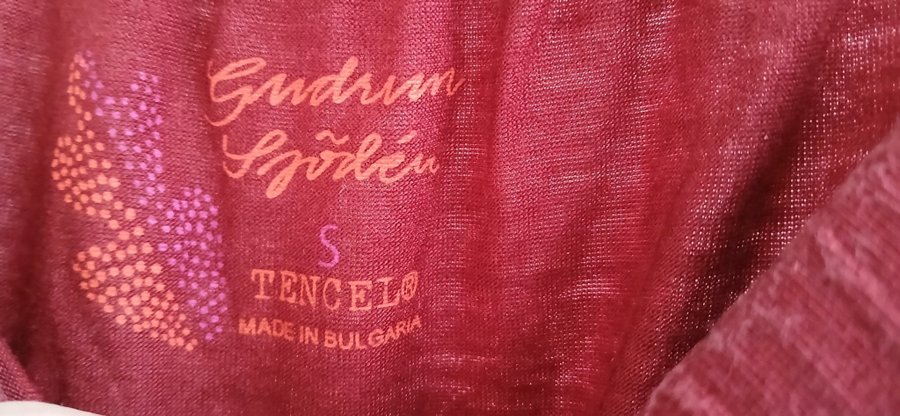 Gudrun
Sjödén
S
TENCEL®
MADE IN BULGARIA